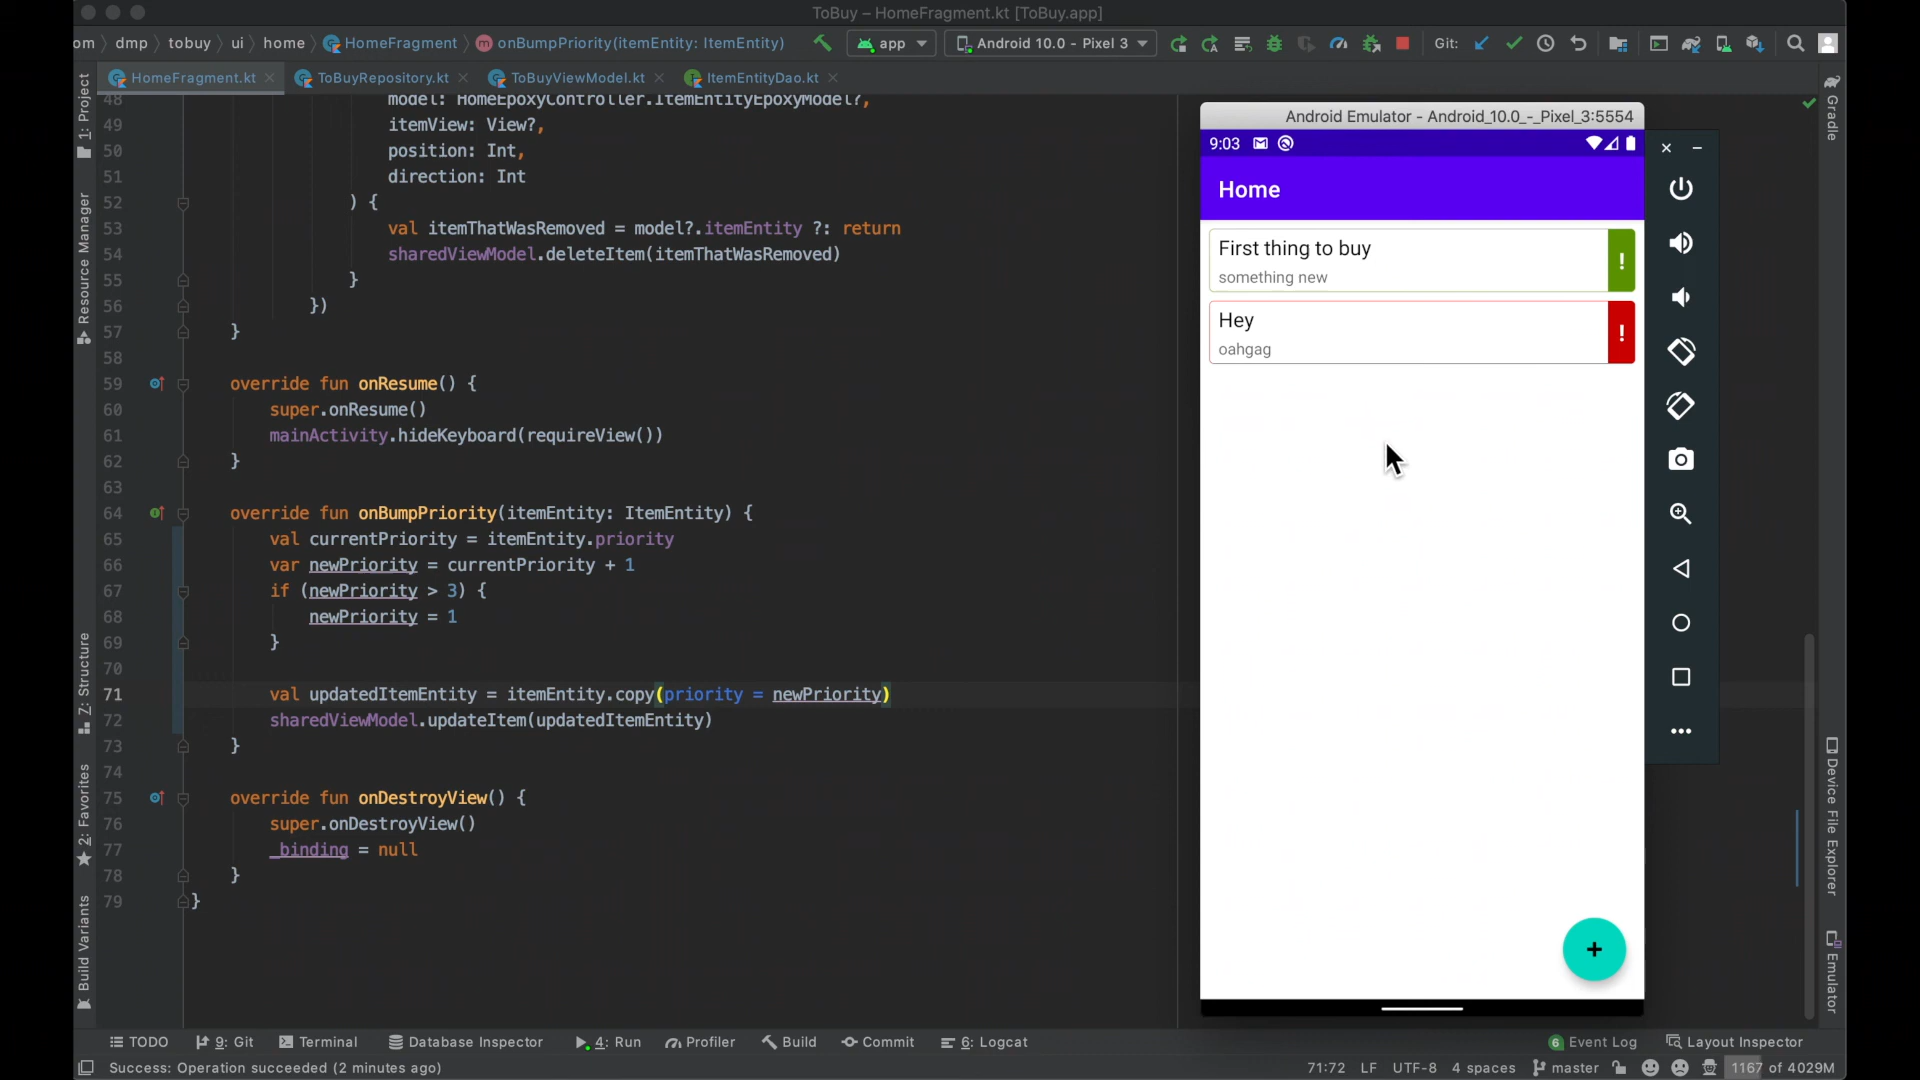 ToBuy – HomeFragment.kt [ToBuy.app]
om dmp tobuy ui home HomeFragment onBumpPriority(itemEntity: ItemEntity) app Android 10.0 - Pixel 3 Git:
HomeFragment.kt ToBuyRepository.kt ToBuyViewModel.kt ItemEntityDao.kt
1: Project
Resource Manager
Z: Structure
2: Favorites
Build Variants
48 model: HomeEpoxyController.ItemEntityEpoxyModel?,
49 itemView: View?,
50 position: Int,
51 direction: Int
52 ) {
53 val itemThatWasRemoved = model?.itemEntity ?: return
54 sharedViewModel.deleteItem(itemThatWasRemoved)
55 }
56 })
57 }
58
59 override fun onResume() {
60 super.onResume()
61 mainActivity.hideKeyboard(requireView())
62 }
63
64 override fun onBumpPriority(itemEntity: ItemEntity) {
65 val currentPriority = itemEntity.priority
66 var newPriority = currentPriority + 1
67 if (newPriority > 3) {
68 newPriority = 1
69 }
70
71 val updatedItemEntity = itemEntity.copy(priority = newPriority)
72 sharedViewModel.updateItem(updatedItemEntity)
73 }
74
75 override fun onDestroyView() {
76 super.onDestroyView()
77 _binding = null
78 }
79 }
Android Emulator - Android_10.0_-_Pixel_3:5554
9:03
Home
First thing to buy
something new
!
Hey
oahgag
!
+
Gradle
Device File Explorer
Emulator
TODO 9: Git Terminal Database Inspector 4: Run Profiler Build Commit 6: Logcat 6 Event Log Layout Inspector
Success: Operation succeeded (2 minutes ago) 71:72 LF UTF-8 4 spaces master 1167 of 4029M